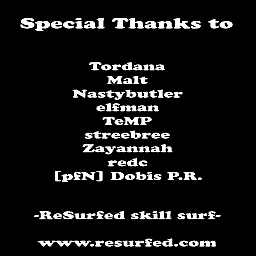 Special Thanks to
Tordana
Malt
Nastybutler
elfman
TeMP
streebree
Zayannah
redc
[pfN] Dobis P.R.
-ReSurfed skill surf-
www.resurfed.com